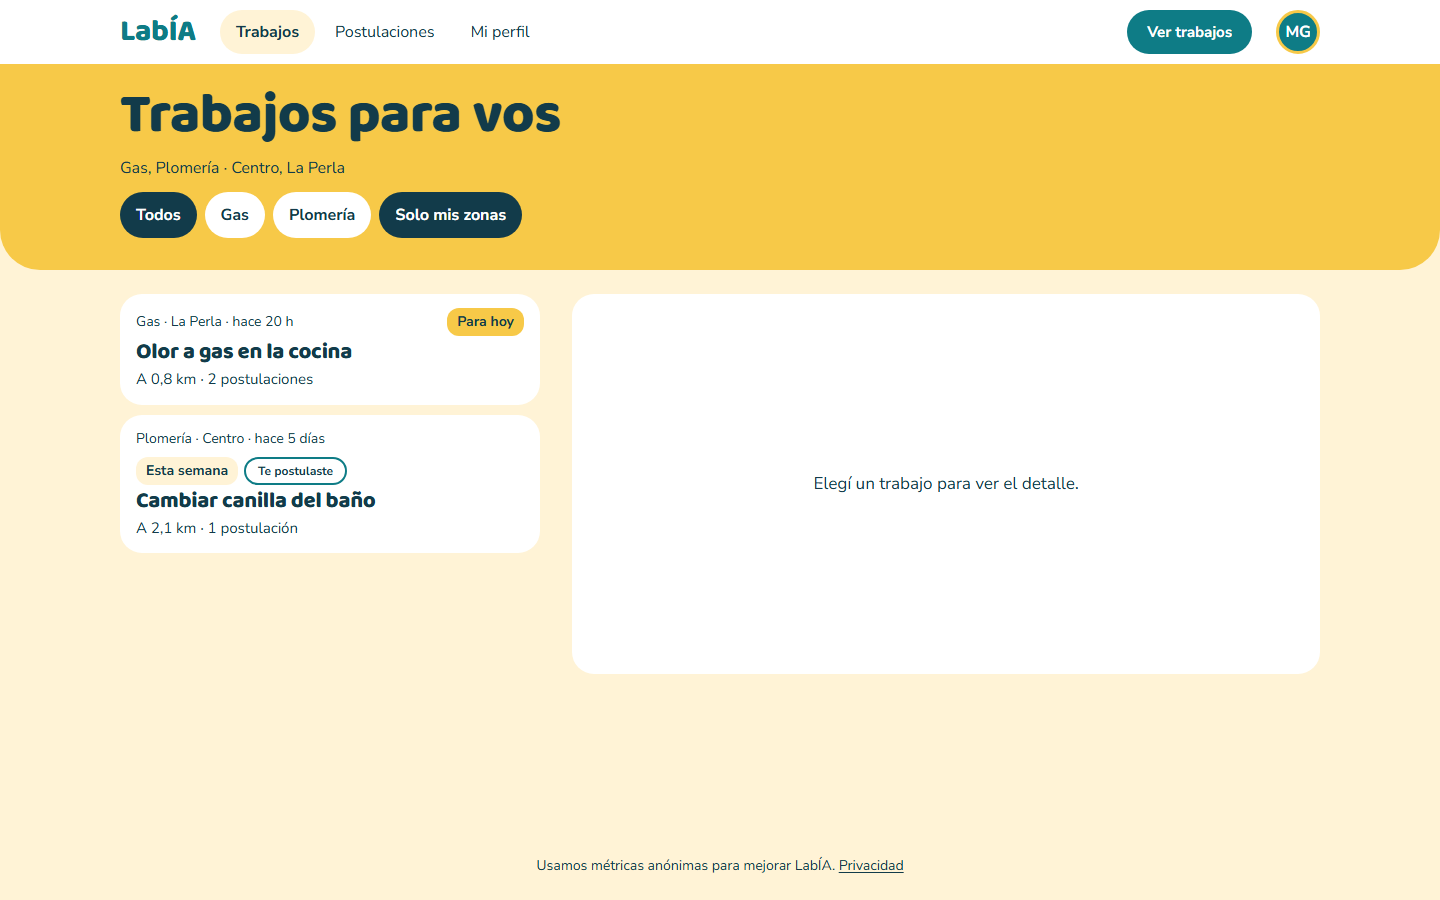 LabÍA Trabajos Postulaciones Mi perfil Ver trabajos MG
Trabajos para vos
Gas, Plomería · Centro, La Perla
Todos Gas Plomería Solo mis zonas
Gas · La Perla · hace 20 h Para hoy
Olor a gas en la cocina
A 0,8 km · 2 postulaciones
Plomería · Centro · hace 5 días
Esta semana Te postulaste
Cambiar canilla del baño
A 2,1 km · 1 postulación
Elegí un trabajo para ver el detalle.
Usamos métricas anónimas para mejorar LabÍA. Privacidad